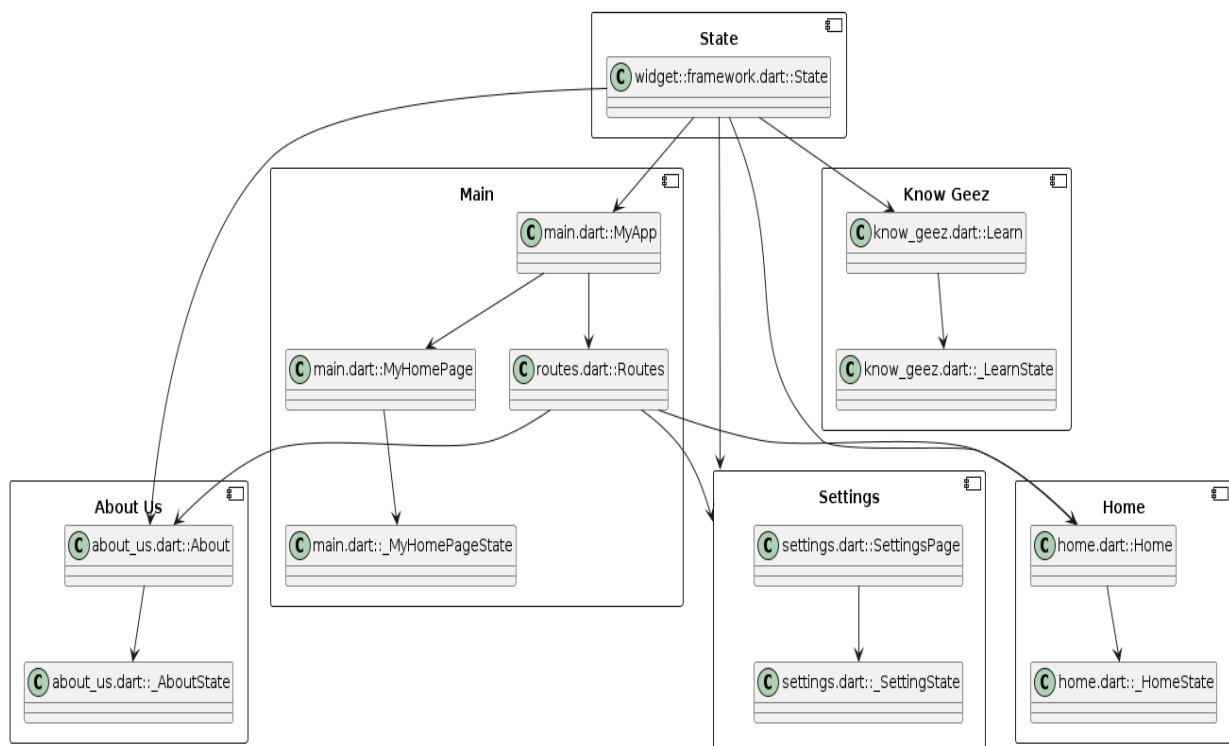 State
C widget::framework.dart::State
Main
Know Geez
C main.dart::MyApp
C know_geez.dart::Learn
C main.dart::MyHomePage
C routes.dart::Routes
C know_geez.dart::_LearnState
About Us
Settings
Home
C about_us.dart::About
C main.dart::_MyHomePageState
C settings.dart::SettingsPage
C home.dart::Home
C about_us.dart::_AboutState
C settings.dart::_SettingState
C home.dart::_HomeState